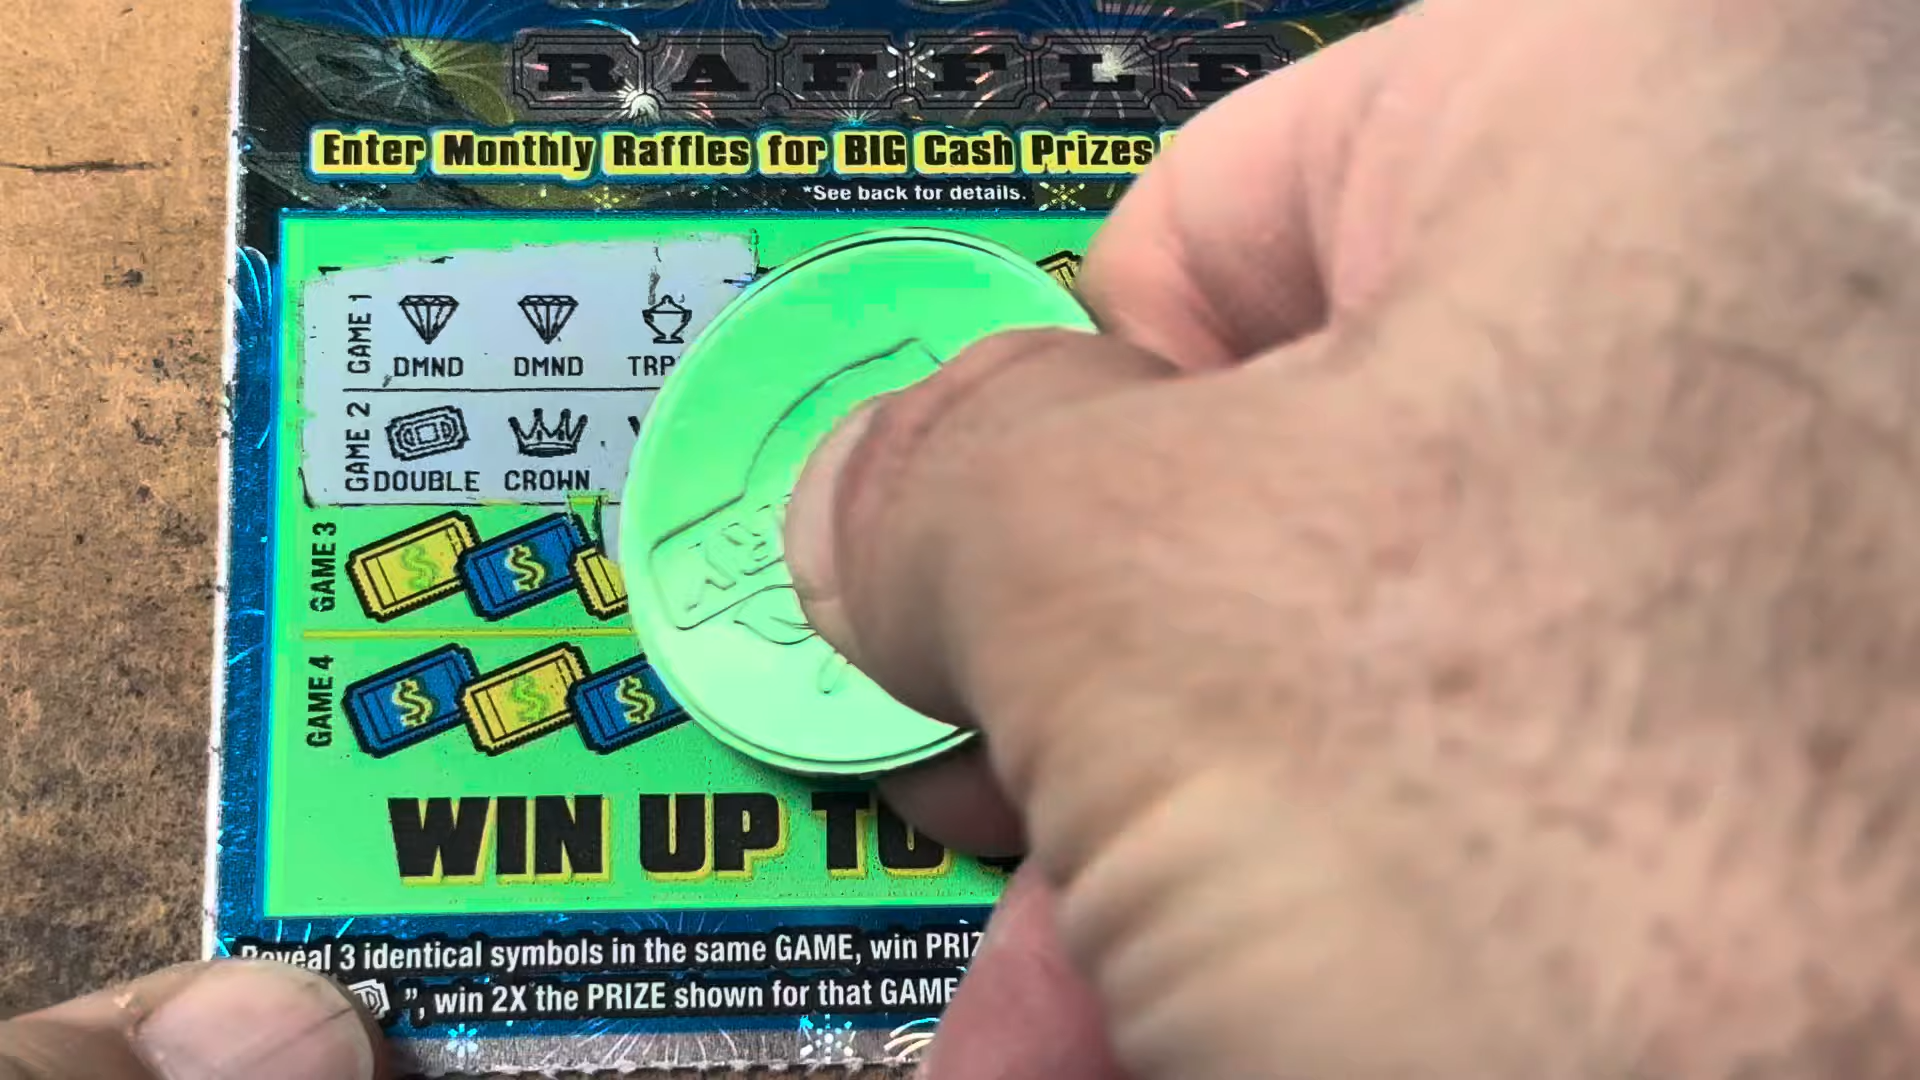 RAFFLE
Enter Monthly Raffles for BIG Cash Prizes
*See back for details.
GAME 1
DMND DMND TRP
GAME 2
DOUBLE CROWN
GAME 3
$ $
GAME 4
$ $ $
WIN UP TO
Reveal 3 identical symbols in the same GAME, win PRIZ
", win 2X the PRIZE shown for that GAME